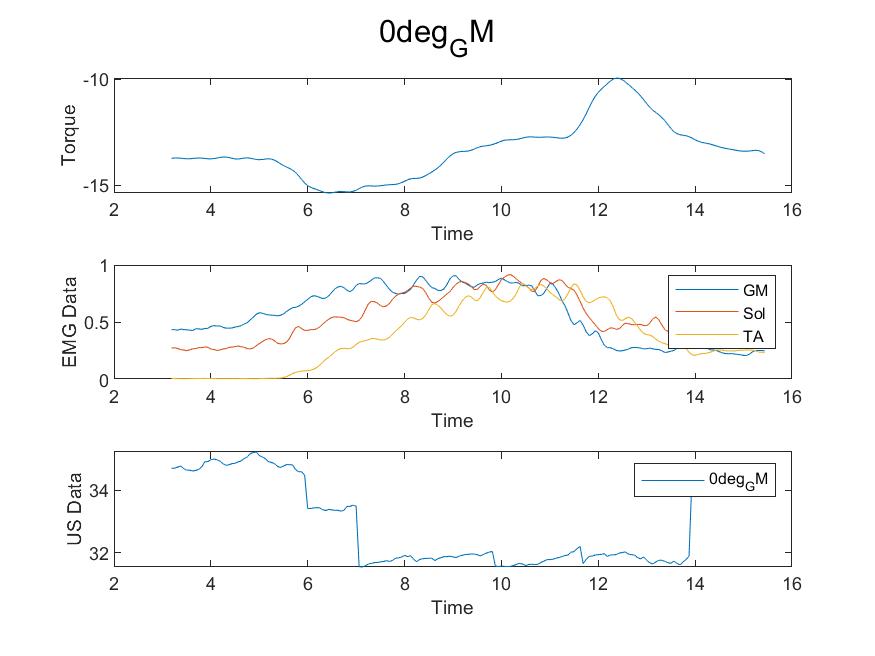 0deg_GM
-10
Torque
-15
2 4 6 8 10 12 14 16
Time
1
EMG Data
0.5
0
GM
Sol
TA
2 4 6 8 10 12 14 16
Time
US Data
34
32
0deg_GM
2 4 6 8 10 12 14 16
Time